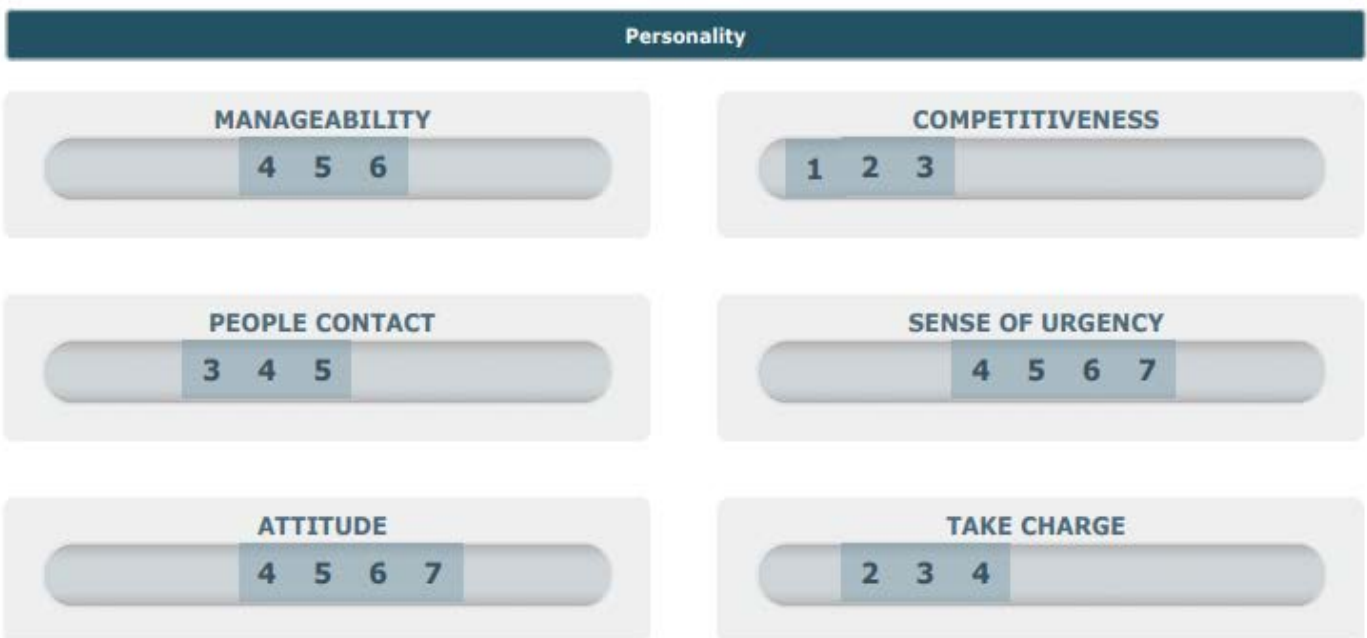 Personality
MANAGEABILITY
4 5 6
COMPETITIVENESS
1 2 3
PEOPLE CONTACT
3 4 5
SENSE OF URGENCY
4 5 6 7
ATTITUDE
4 5 6 7
TAKE CHARGE
2 3 4